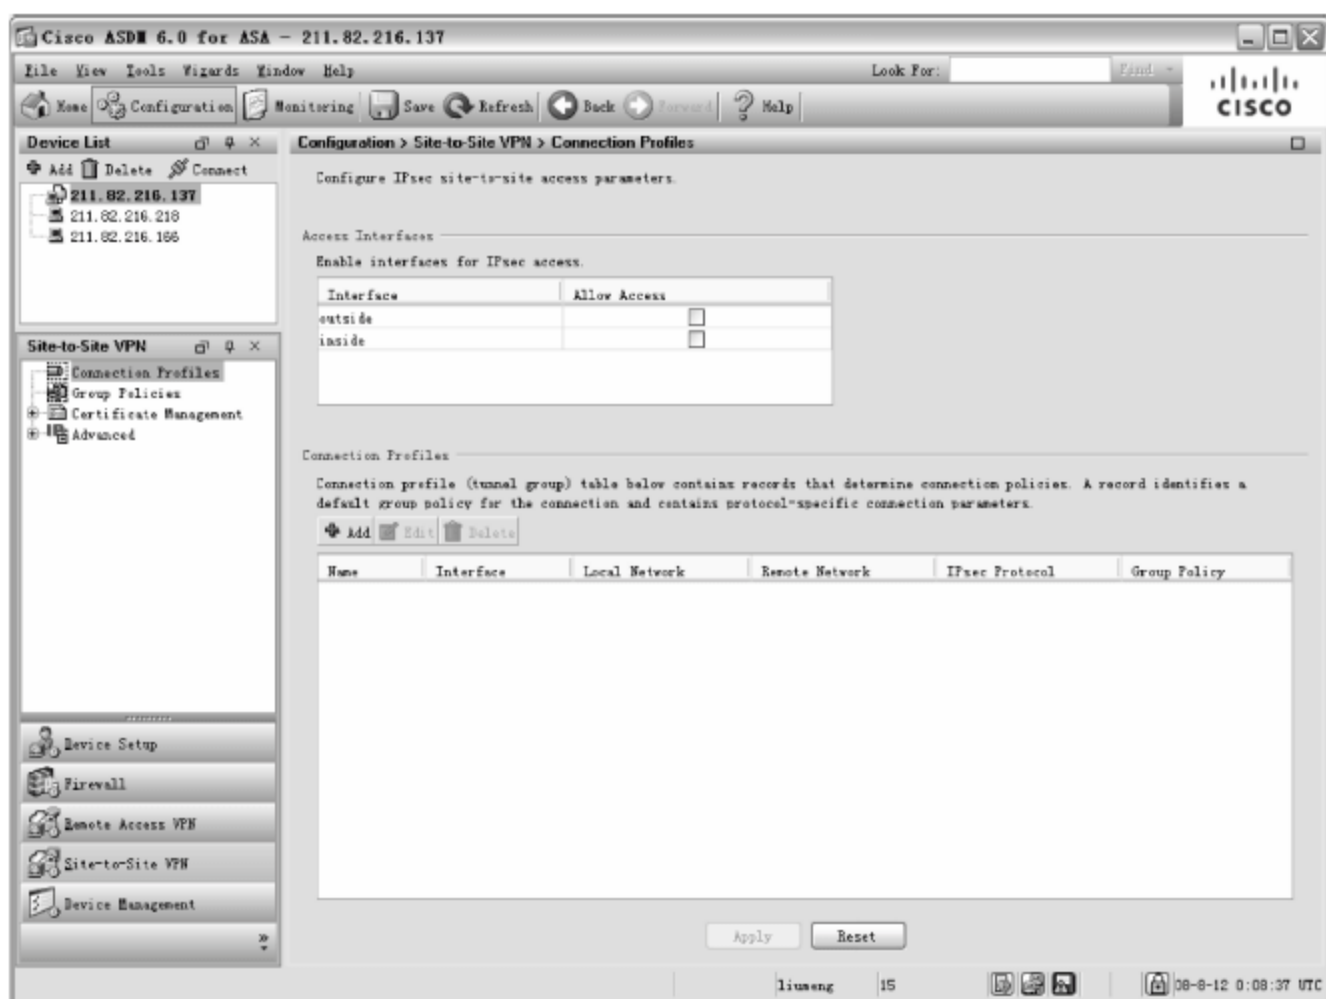 Cisco ASDM 6.0 for ASA - 211.82.216.137
File View Tools Wizards Window Help
Look For:
Find
Home Configuration Monitoring Save Refresh Back Forward Help
CISCO
Device List
Add Delete Connect
211.82.216.137
211.82.216.218
211.82.216.166
Site-to-Site VPN
Connection Profiles
Group Policies
Certificate Management
Advanced
Device Setup
Firewall
Remote Access VPN
Site-to-Site VPN
Device Management
Configuration > Site-to-Site VPN > Connection Profiles
Configure IPsec site-to-site access parameters.
Access Interfaces
Enable interfaces for IPsec access.
Interface Allow Access
outside
inside
Connection Profiles
Connection profile (tunnel group) table below contains records that determine connection policies. A record identifies a
default group policy for the connection and contains protocol-specific connection parameters.
Add Edit Delete
Name Interface Local Network Remote Network IPsec Protocol Group Policy
Apply Reset
liumeng 15 08-8-12 0:08:37 UTC